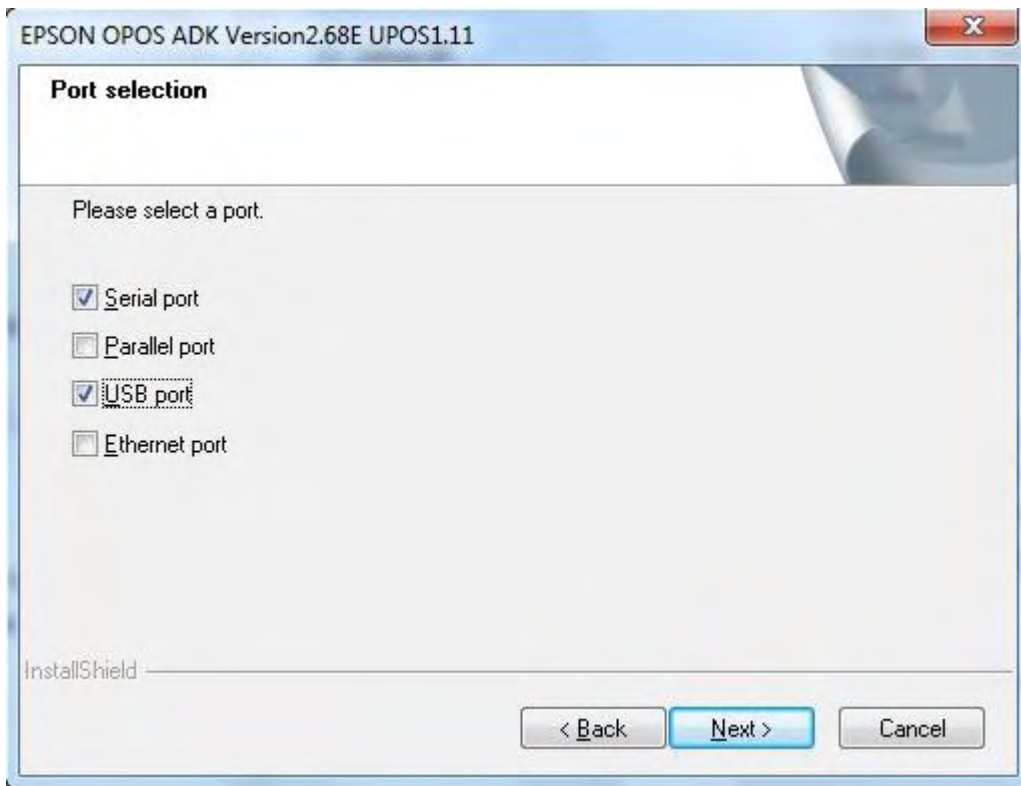 EPSON OPOS ADK Version2.68E UPOS1.11
Port selection
Please select a port.
Serial port
Parallel port
USB port
Ethernet port
InstallShield
< Back
Next >
Cancel